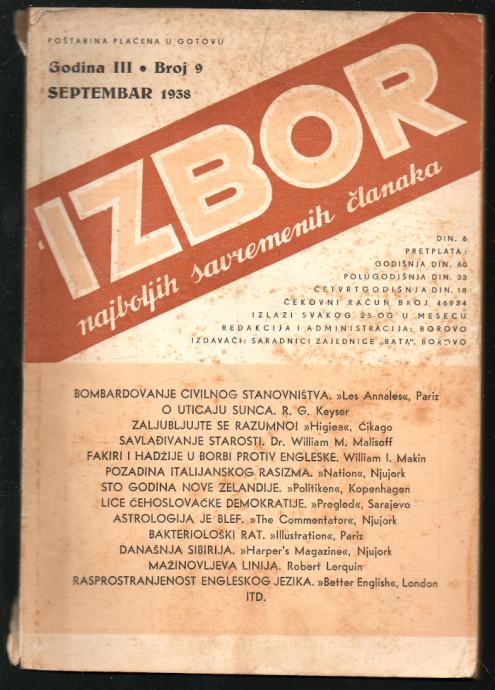 POŠTARINA PLAĆENA U GOTOVU
Godina III • Broj 9
SEPTEMBAR 1938
IZBOR
najboljih savremenih članaka
DIN. 6
PRETPLATA:
GODIŠNJA DIN. 60
POLUGODIŠNJA DIN. 33
ČETVRTGODIŠNJA DIN. 18
ČEKOVNI RAČUN BROJ 46934
IZLAZI SVAKOG 25-OG U MESECU
REDAKCIJA I ADMINISTRACIJA: BOROVO
IZDAVAČI: SARADNICI ZAJEDNICE „BATA", BOROVO
BOMBARDOVANJE CIVILNOG STANOVNIŠTVA. »Les Annales«, Pariz
O UTICAJU SUNCA. R. G. Keyser
ZALJUBLJUJTE SE RAZUMNO! »Higiea«, Čikago
SAVLAĐIVANJE STAROSTI. Dr. William M. Malisoff
FAKIRI I HADŽIJE U BORBI PROTIV ENGLESKE. William I. Makin
POZADINA ITALIJANSKOG RASIZMA. »Nation«, Njujork
STO GODINA NOVE ZELANDIJE. »Politiken«, Kopenhagen
LICE ČEHOSLOVAČKE DEMOKRATIJE. »Pregled«, Sarajevo
ASTROLOGIJA JE BLEF. »The Commentator«, Njujork
BAKTERIOLOŠKI RAT. »Illustration«, Pariz
DANAŠNJA SIBIRIJA. »Harper's Magazine«, Njujork
MAŽINOVLJEVA LINIJA. Robert Lerquin
RASPROSTRANJENOST ENGLESKOG JEZIKA. »Better English«, London
ITD.